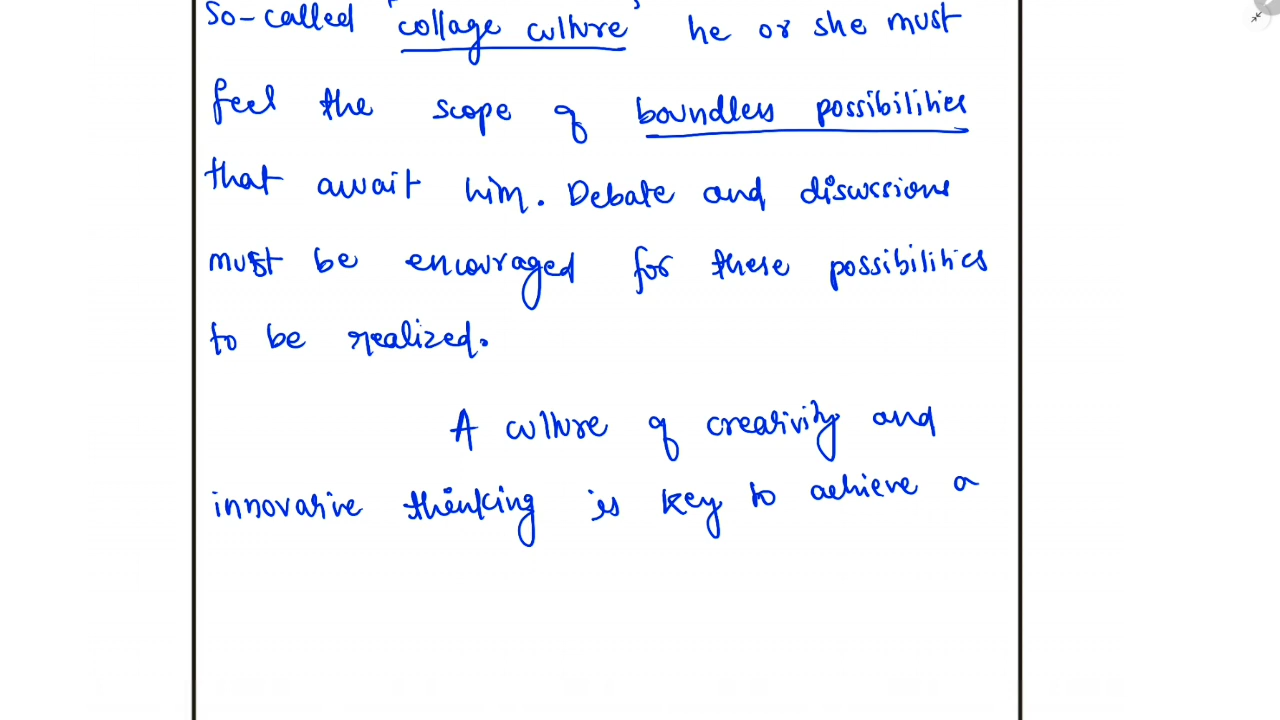 So-called 'collage culture' he or she must
feel the scope of boundless possibilities
that await him. Debate and discussions
must be encouraged for these possibilities
to be realized.
A culture of creativity and
innovative thinking is key to achieve a